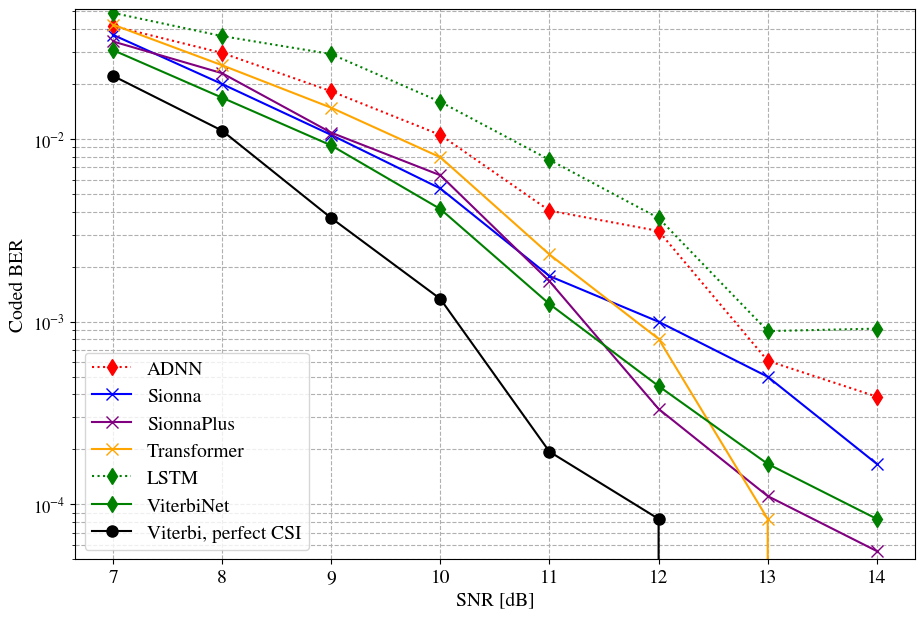 10⁻²
10⁻³
10⁻⁴
Coded BER
ADNN
Sionna
SionnaPlus
Transformer
LSTM
ViterbiNet
Viterbi, perfect CSI
7 8 9 10 11 12 13 14
SNR [dB]